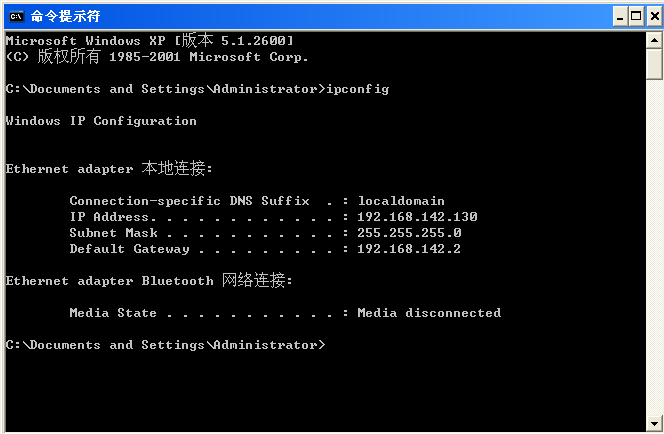 命令提示符
Microsoft Windows XP [版本 5.1.2600]
(C) 版权所有 1985-2001 Microsoft Corp.
C:\Documents and Settings\Administrator>ipconfig
Windows IP Configuration
Ethernet adapter 本地连接:
Connection-specific DNS Suffix  . : localdomain
IP Address. . . . . . . . . . . . : 192.168.142.130
Subnet Mask . . . . . . . . . . . : 255.255.255.0
Default Gateway . . . . . . . . . : 192.168.142.2
Ethernet adapter Bluetooth 网络连接:
Media State . . . . . . . . . . . : Media disconnected
C:\Documents and Settings\Administrator>